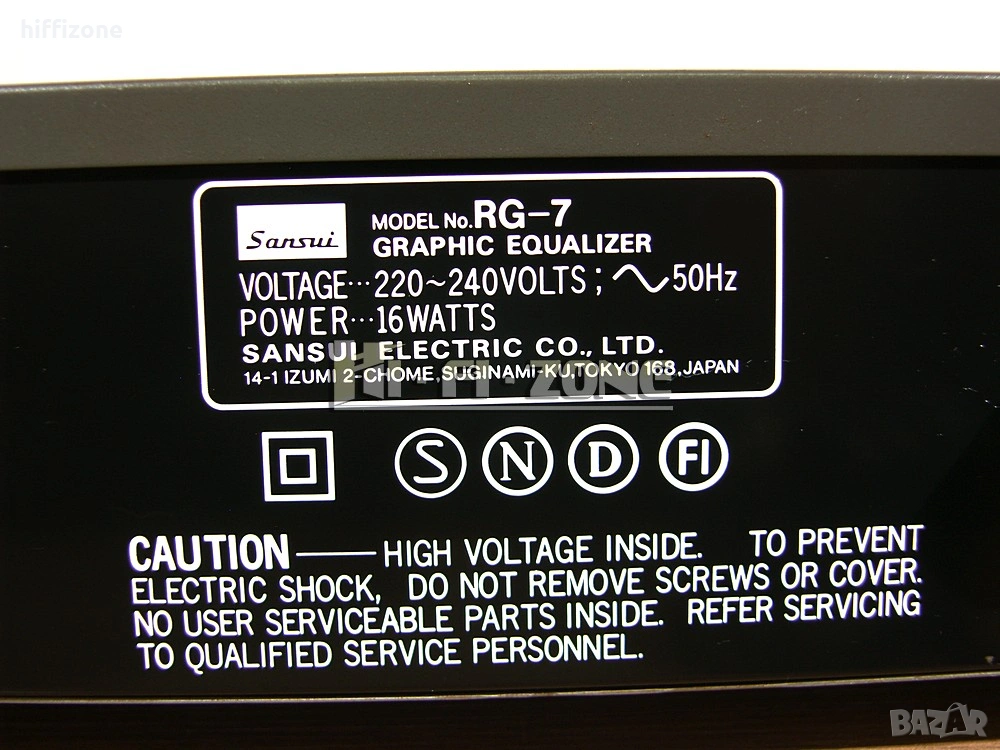 hiffizone
Sansui
MODEL No. RG-7
GRAPHIC EQUALIZER
VOLTAGE···220~240VOLTS; ∿50Hz
POWER···16WATTS
SANSUI ELECTRIC CO., LTD.
14-1 IZUMI 2-CHOME, SUGINAMI-KU, TOKYO 168, JAPAN
HI-FI-ZONE
S N D FI
CAUTION — HIGH VOLTAGE INSIDE. TO PREVENT
ELECTRIC SHOCK, DO NOT REMOVE SCREWS OR COVER.
NO USER SERVICEABLE PARTS INSIDE. REFER SERVICING
TO QUALIFIED SERVICE PERSONNEL.
BAZAR